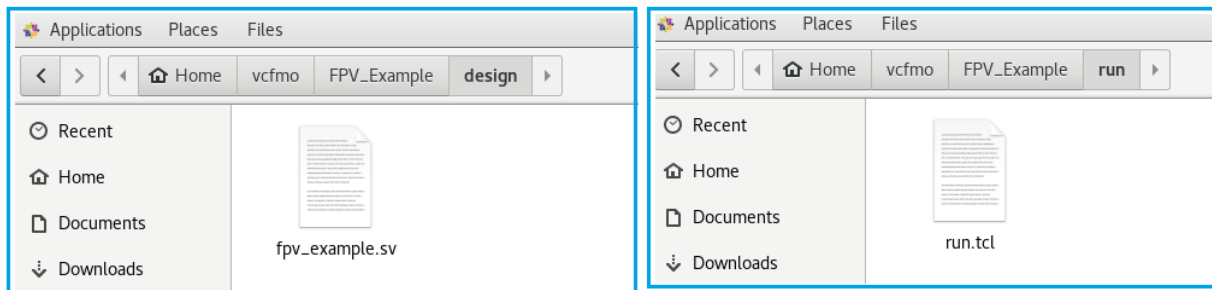 Applications Places Files
Home vcfmo FPV_Example design
Recent
Home
Documents
Downloads
fpv_example.sv
Applications Places Files
Home vcfmo FPV_Example run
Recent
Home
Documents
Downloads
run.tcl